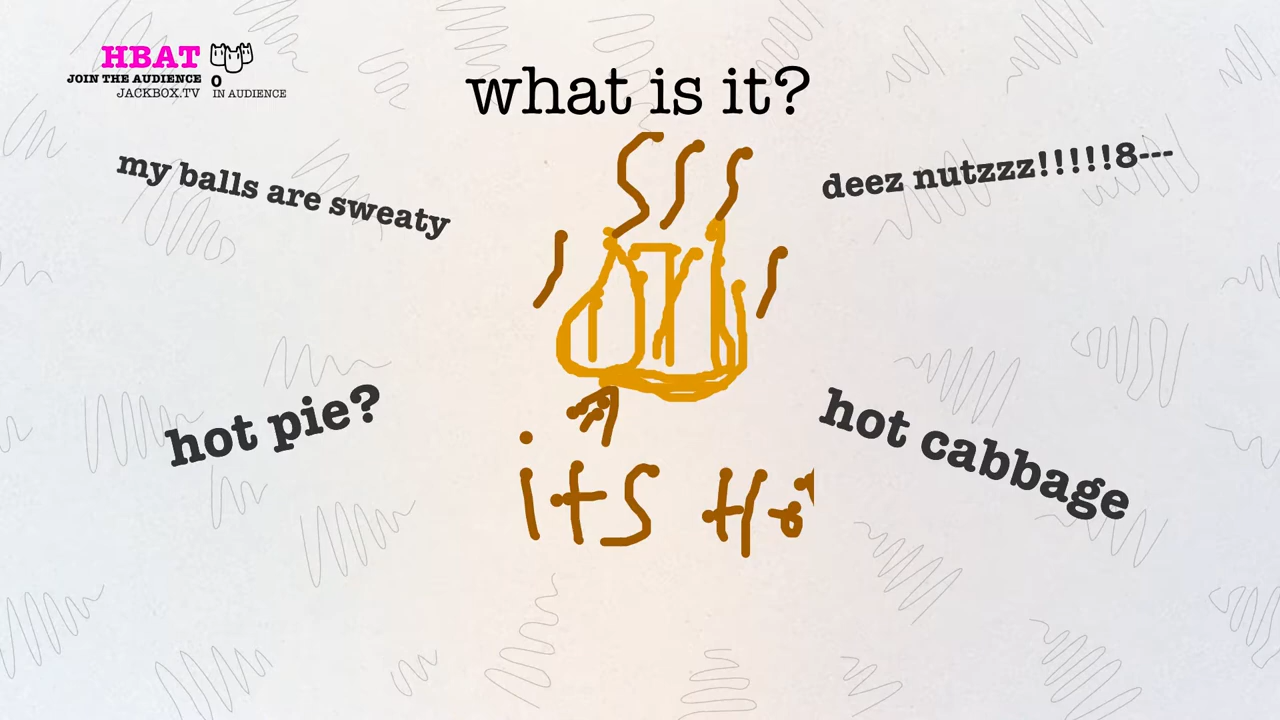 HBAT
JOIN THE AUDIENCE
JACKBOX.TV
0
IN AUDIENCE
what is it?
my balls are sweaty
deez nutzzz!!!!!8---
hot pie?
hot cabbage
its